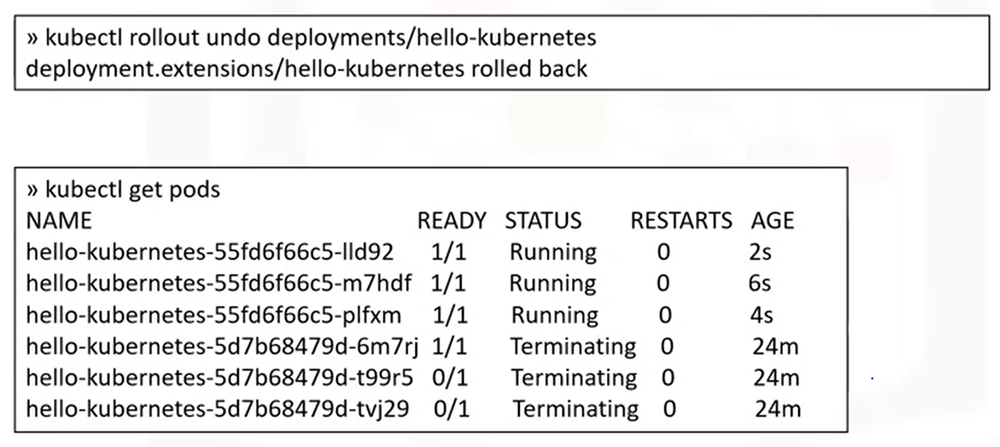 » kubectl rollout undo deployments/hello-kubernetes
deployment.extensions/hello-kubernetes rolled back
» kubectl get pods
NAME READY STATUS RESTARTS AGE
hello-kubernetes-55fd6f66c5-lld92 1/1 Running 0 2s
hello-kubernetes-55fd6f66c5-m7hdf 1/1 Running 0 6s
hello-kubernetes-55fd6f66c5-plfxm 1/1 Running 0 4s
hello-kubernetes-5d7b68479d-6m7rj 1/1 Terminating 0 24m
hello-kubernetes-5d7b68479d-t99r5 0/1 Terminating 0 24m
hello-kubernetes-5d7b68479d-tvj29 0/1 Terminating 0 24m